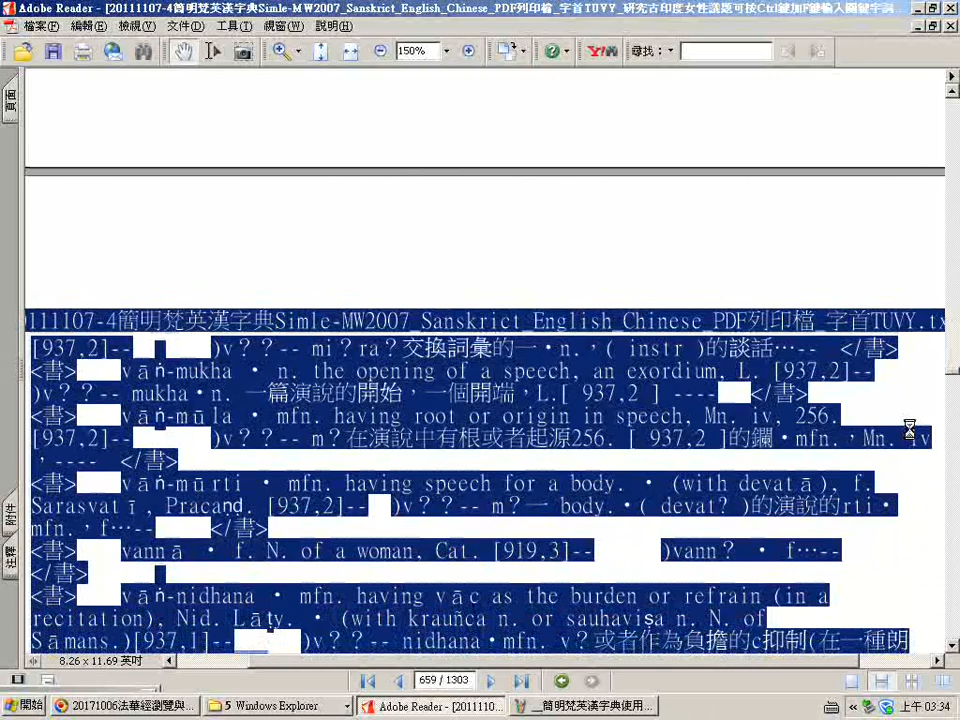 Adobe Reader - [20111107-4簡明梵英漢字典Simle-MW2007_Sanskrict_English_Chinese_PDF列印檔_字首TUVY_研究古印度女性議題可按Ctrl鍵加F鍵輸入關鍵字詞...
檔案(F) 編輯(E) 檢視(V) 文件(D) 工具(T) 視窗(W) 說明(H)
150% Y! 尋找:
頁面
)111107-4簡明梵英漢字典Simle-MW2007_Sanskrict_English_Chinese_PDF列印檔_字首TUVY.tx
[937,2]-- )v？？-- mi？ra？交換詞彙的一‧n.，( instr )的談話…-- </書>
<書> vāṅ-mukha ‧ n. the opening of a speech, an exordium, L. [937,2]--
)v？？-- mukha‧n. 一篇演說的開始，一個開端，L.[ 937,2 ] ---- </書>
<書> vāṅ-mūla ‧ mfn. having root or origin in speech, Mn. iv, 256.
[937,2]-- )v？？-- m？在演說中有根或者起源256. [ 937,2 ]的鑭‧mfn.，Mn. iv
，---- </書>
<書> vāṅ-mūrti ‧ mfn. having speech for a body. ‧ (with devatā), f.
Sarasvatī, Pracaṇḍ. [937,2]-- )v？？-- m？一 body.‧( devat？)的演說的rti‧
mfn.，f…-- </書>
<書> vannā ‧ f. N. of a woman, Cat. [919,3]-- )vann？ ‧ f…--
</書>
<書> vāṅ-nidhana ‧ mfn. having vāc as the burden or refrain (in a
recitation), Nid. Lāṭy. ‧ (with krauñca n. or sauhaviṣa n. N. of
Sāmans.)[937,1]-- )v？？-- nidhana‧mfn. v？或者作為負擔的c抑制(在一種朗
附件
注釋
8.26 x 11.69 英吋
659 / 1303
開始 20171006法華經瀏覽與... 5 Windows Explorer Adobe Reader - [2011110... __簡明梵英漢字典使用... 上午 03:34